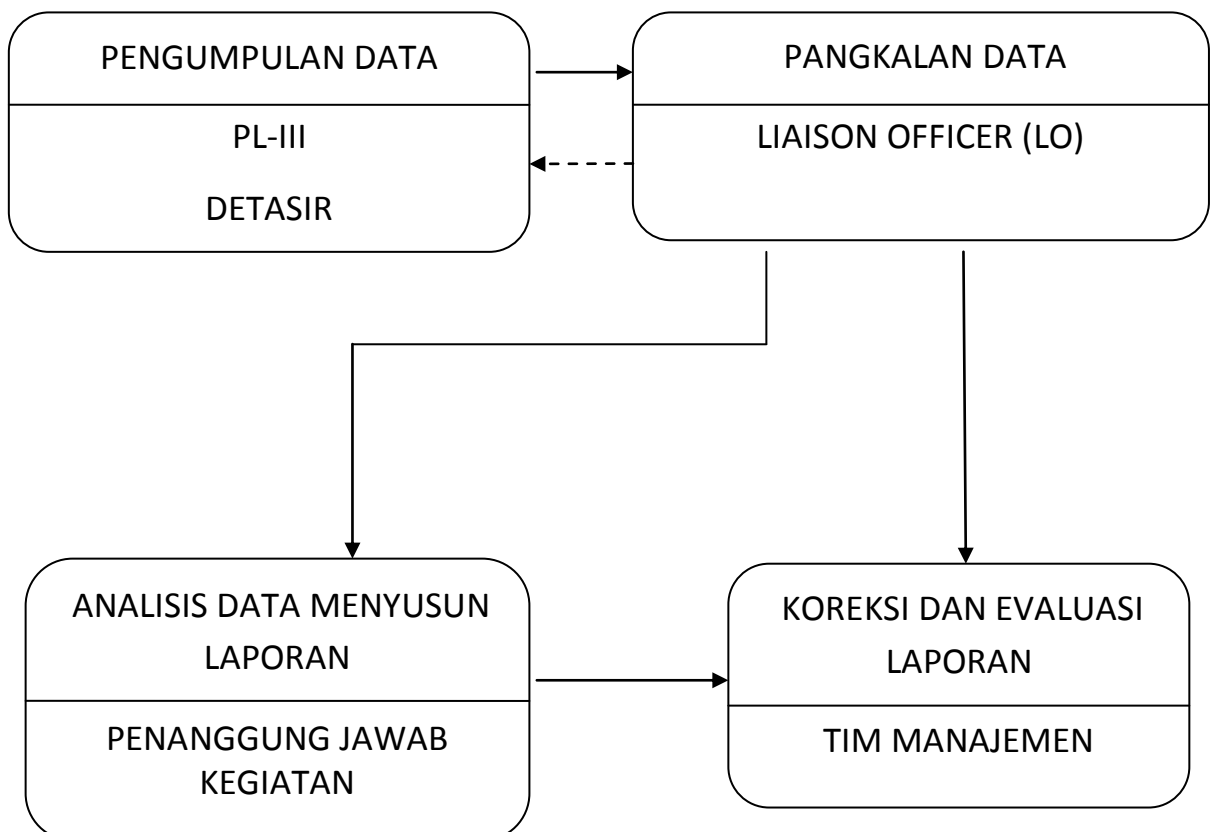 PENGUMPULAN DATA
PL-III
DETASIR
PANGKALAN DATA
LIAISON OFFICER (LO)
ANALISIS DATA MENYUSUN
LAPORAN
PENANGGUNG JAWAB
KEGIATAN
KOREKSI DAN EVALUASI
LAPORAN
TIM MANAJEMEN